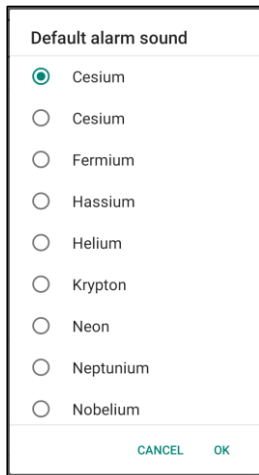 Default alarm sound
Cesium
Cesium
Fermium
Hassium
Helium
Krypton
Neon
Neptunium
Nobelium
CANCEL OK